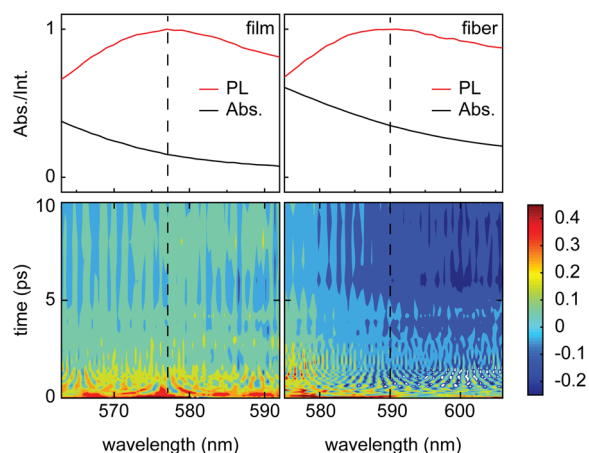 film
fiber
1
Abs./Int.
PL
Abs.
PL
Abs.
0
10
0.4
0.3
0.2
time (ps)
5
0.1
0
-0.1
-0.2
0
570
580
590
580
590
600
wavelength (nm)
wavelength (nm)